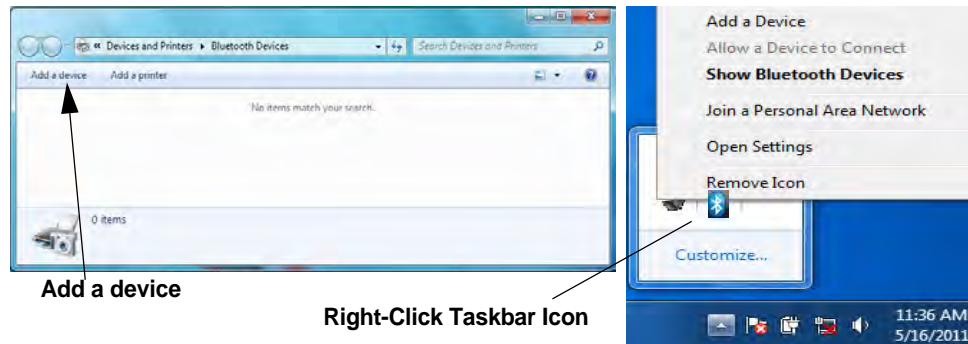 « Devices and Printers ▸ Bluetooth Devices
Search Devices and Printers
Add a device Add a printer
No items match your search.
0 items
Add a device
Add a Device
Allow a Device to Connect
Show Bluetooth Devices
Join a Personal Area Network
Open Settings
Remove Icon
Customize...
Right-Click Taskbar Icon
11:36 AM
5/16/2011